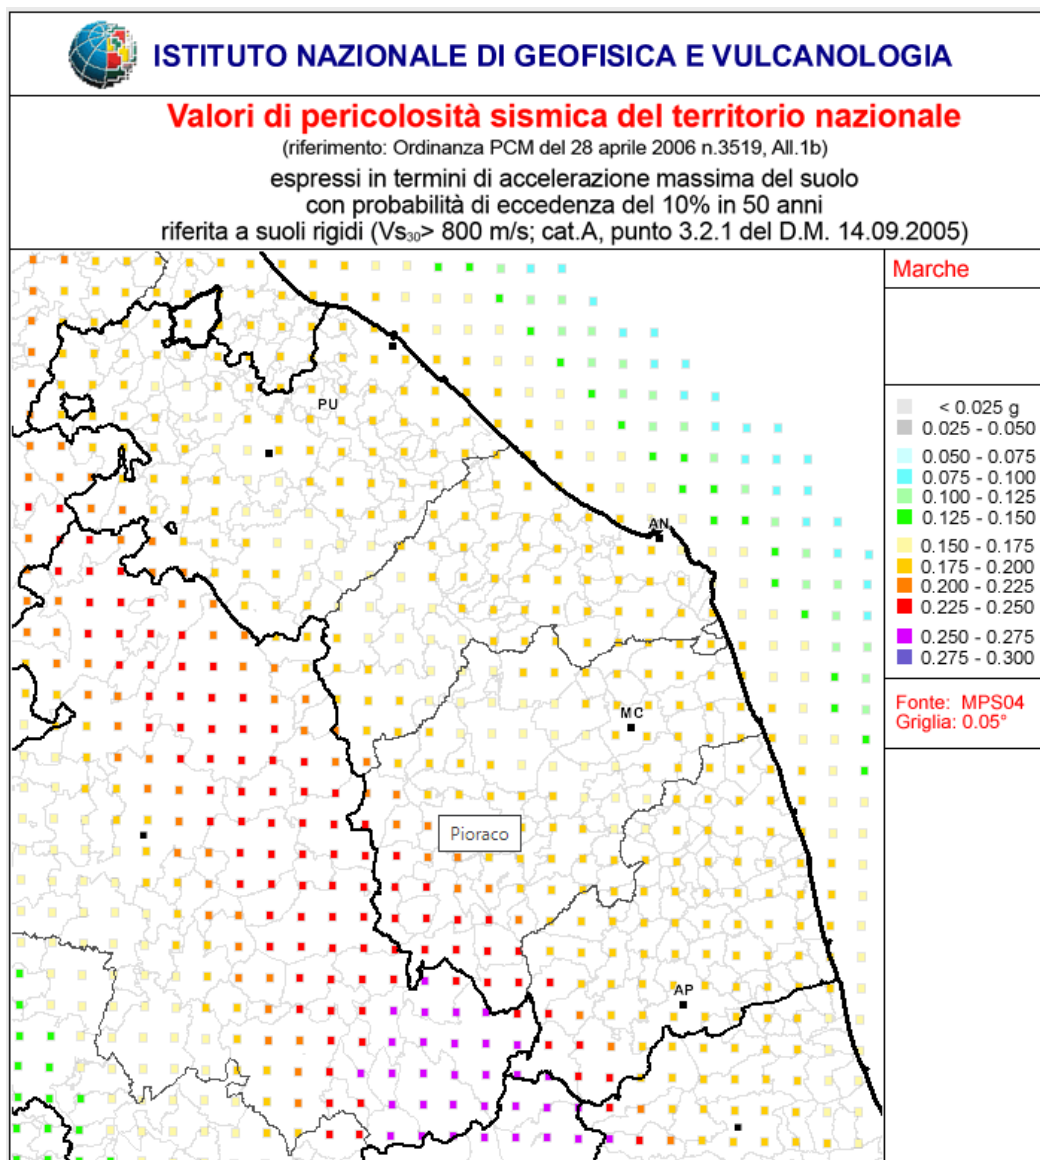 ISTITUTO NAZIONALE DI GEOFISICA E VULCANOLOGIA
Valori di pericolosità sismica del territorio nazionale
(riferimento: Ordinanza PCM del 28 aprile 2006 n.3519, All.1b)
espressi in termini di accelerazione massima del suolo
con probabilità di eccedenza del 10% in 50 anni
riferita a suoli rigidi (Vs₃₀> 800 m/s; cat.A, punto 3.2.1 del D.M. 14.09.2005)
Marche
PU
AN
MC
Pioraco
AP
< 0.025 g
0.025 - 0.050
0.050 - 0.075
0.075 - 0.100
0.100 - 0.125
0.125 - 0.150
0.150 - 0.175
0.175 - 0.200
0.200 - 0.225
0.225 - 0.250
0.250 - 0.275
0.275 - 0.300
Fonte: MPS04
Griglia: 0.05°